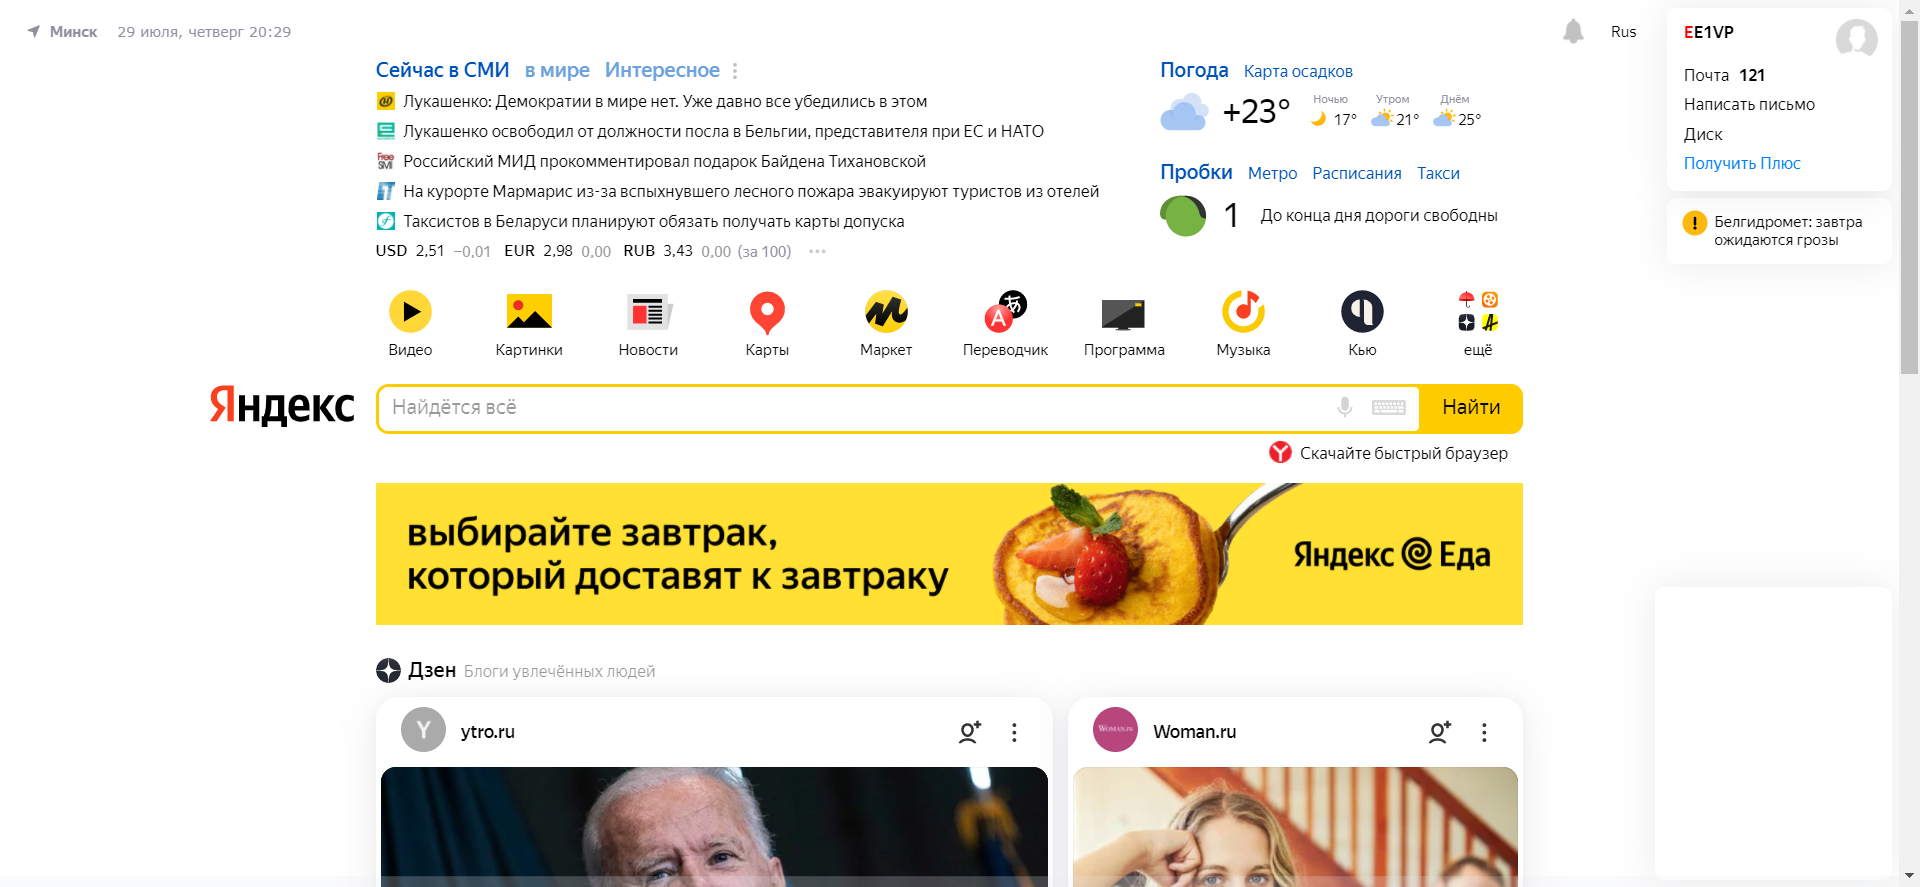 Минск 29 июля, четверг 20:29
Rus
Сейчас в СМИ в мире Интересное
Лукашенко: Демократии в мире нет. Уже давно все убедились в этом
Лукашенко освободил от должности посла в Бельгии, представителя при ЕС и НАТО
Free СМИ
Российский МИД прокомментировал подарок Байдена Тихановской
На курорте Мармарис из-за вспыхнувшего лесного пожара эвакуируют туристов из отелей
Таксистов в Беларуси планируют обязать получать карты допуска
USD 2,51 −0,01 EUR 2,98 0,00 RUB 3,43 0,00 (за 100)
Погода Карта осадков
+23°
Ночью Утром Днём
17° 21° 25°
Пробки Метро Расписания Такси
1 До конца дня дороги свободны
EE1VP
Почта 121
Написать письмо
Диск
Получить Плюс
Белгидромет: завтра
ожидаются грозы
Видео Картинки Новости Карты Маркет Переводчик Программа Музыка Кью ещё
Яндекс Найдётся всё Найти
Скачайте быстрый браузер
выбирайте завтрак,
который доставят к завтраку
Яндекс Еда
Дзен Блоги увлечённых людей
Y ytro.ru
Woman.ru Woman.ru